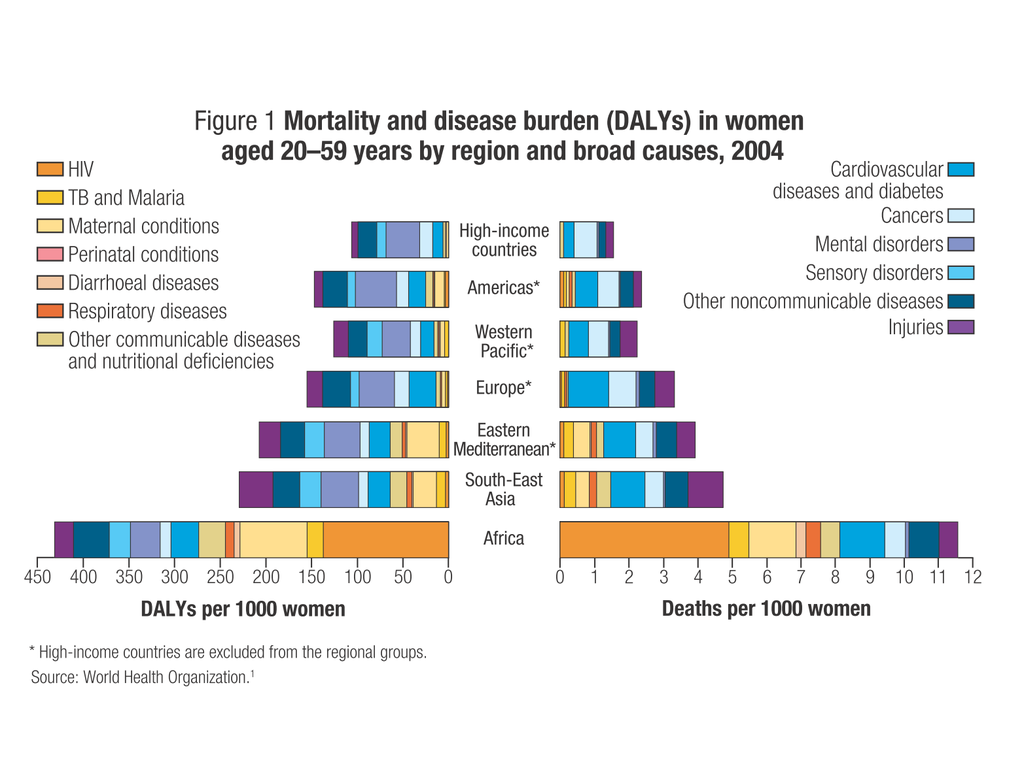 Figure 1 Mortality and disease burden (DALYs) in women
aged 20–59 years by region and broad causes, 2004
HIV
TB and Malaria
Maternal conditions
Perinatal conditions
Diarrhoeal diseases
Respiratory diseases
Other communicable diseases
and nutritional deficiencies
Cardiovascular
diseases and diabetes
Cancers
Mental disorders
Sensory disorders
Other noncommunicable diseases
Injuries
High-income
countries
Americas*
Western
Pacific*
Europe*
Eastern
Mediterranean*
South-East
Asia
Africa
450 400 350 300 250 200 150 100 50 0
0 1 2 3 4 5 6 7 8 9 10 11 12
DALYs per 1000 women
Deaths per 1000 women
* High-income countries are excluded from the regional groups.
Source: World Health Organization.¹